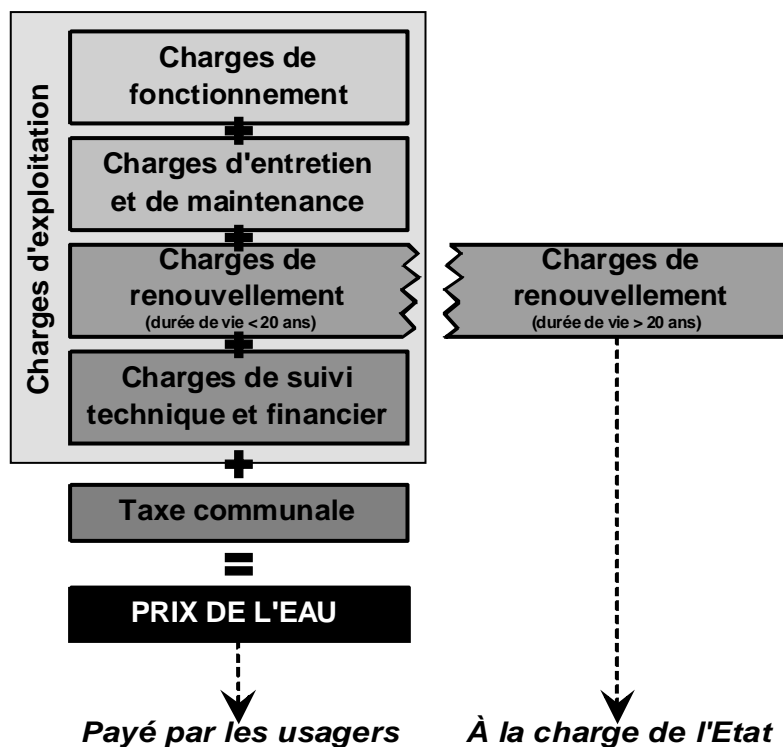 Charges d'exploitation
Charges de
fonctionnement
+
Charges d'entretien
et de maintenance
+
Charges de
renouvellement
(durée de vie < 20 ans)
+
Charges de suivi
technique et financier
+
Taxe communale
=
PRIX DE L'EAU
Payé par les usagers
Charges de
renouvellement
(durée de vie > 20 ans)
À la charge de l'Etat